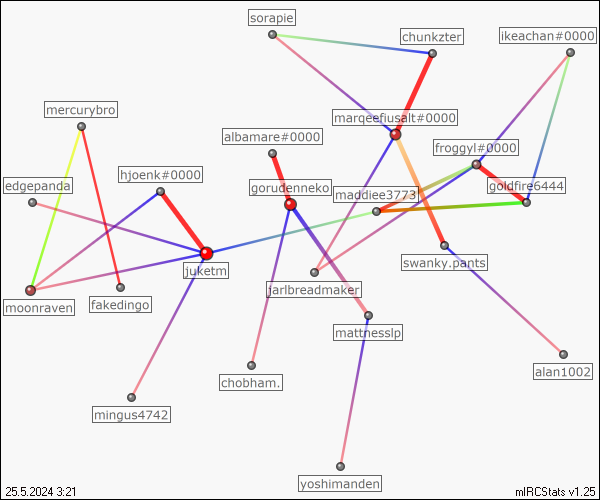 sorapie
chunkzter
ikeachan#0000
mercurybro
marqeefiusalt#0000
albamare#0000
froggyl#0000
hjoenk#0000
edgepanda
gorudenneko
maddiee3773
goldfire6444
juketm
swanky.pants
jarlbreadmaker
moonraven
fakedingo
mattnesslp
alan1002
chobham.
mingus4742
yoshimanden
25.5.2024 3:21
mIRCStats v1.25